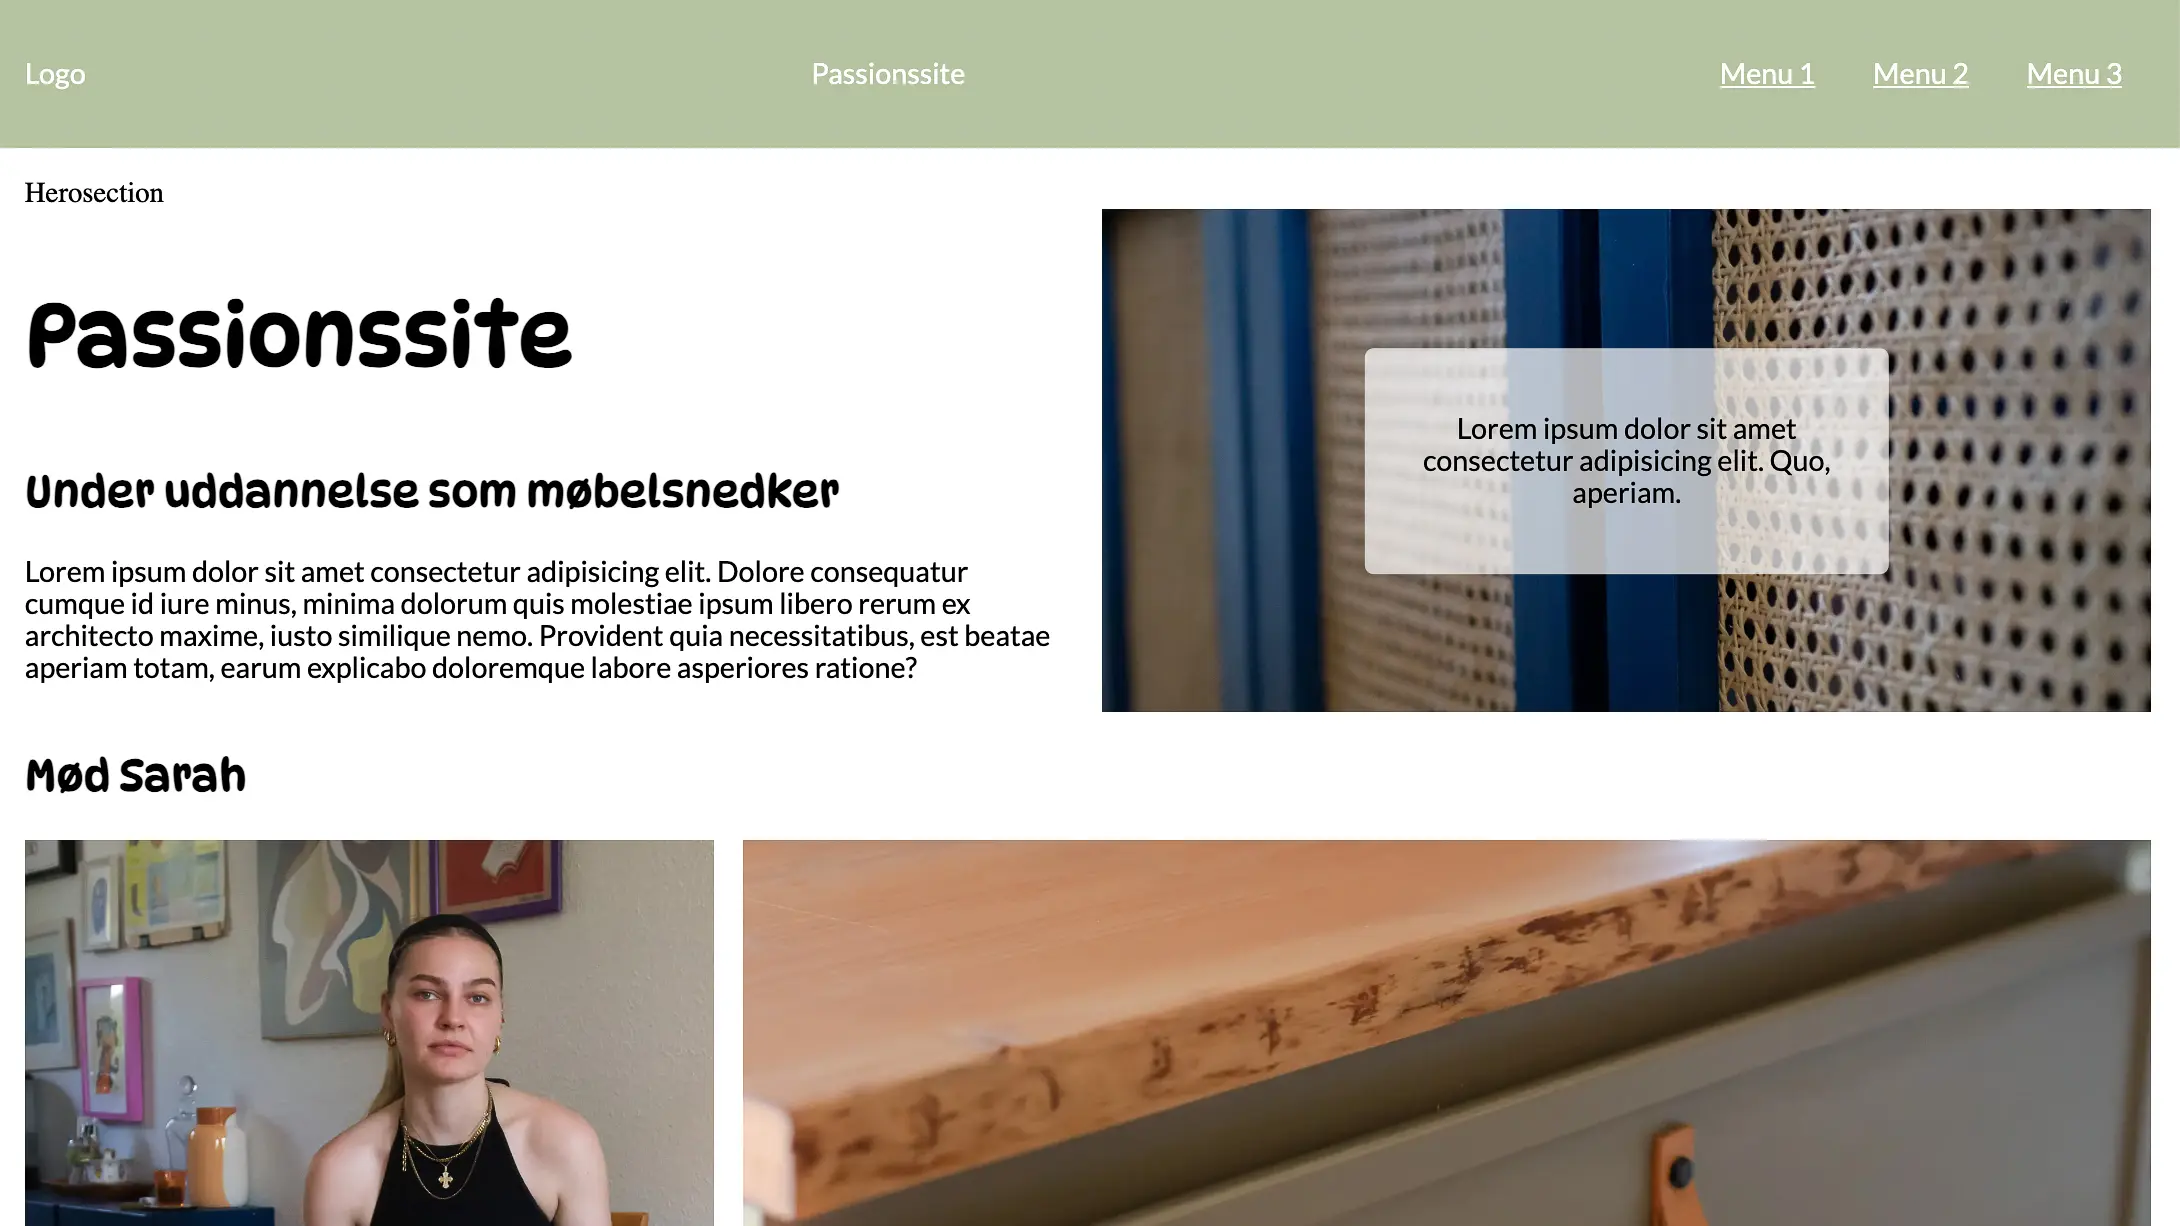 Logo
Passionssite
Menu 1
Menu 2
Menu 3
Herosection
Passionssite
Under uddannelse som møbelsnedker
Lorem ipsum dolor sit amet consectetur adipisicing elit. Dolore consequatur
cumque id iure minus, minima dolorum quis molestiae ipsum libero rerum ex
architecto maxime, iusto similique nemo. Provident quia necessitatibus, est beatae
aperiam totam, earum explicabo doloremque labore asperiores ratione?
Lorem ipsum dolor sit amet
consectetur adipisicing elit. Quo,
aperiam.
Mød Sarah